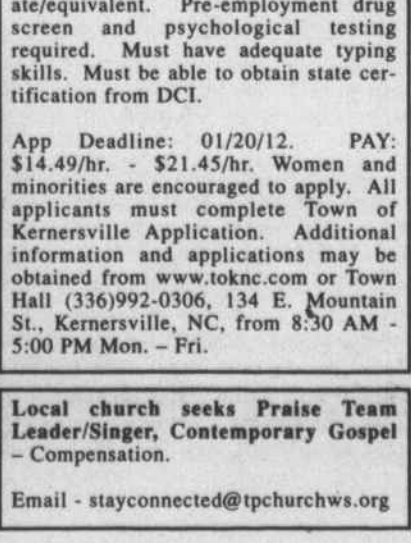 ate/equivalent. Pre-employment drug
screen and psychological testing
required. Must have adequate typing
skills. Must be able to obtain state cer-
tification from DCI.
App Deadline: 01/20/12. PAY:
$14.49/hr. - $21.45/hr. Women and
minorities are encouraged to apply. All
applicants must complete Town of
Kernersville Application. Additional
information and applications may be
obtained from www.toknc.com or Town
Hall (336)992-0306, 134 E. Mountain
St., Kernersville, NC, from 8:30 AM -
5:00 PM Mon. – Fri.
Local church seeks Praise Team
Leader/Singer, Contemporary Gospel
– Compensation.
Email - stayconnected@tpchurchws.org